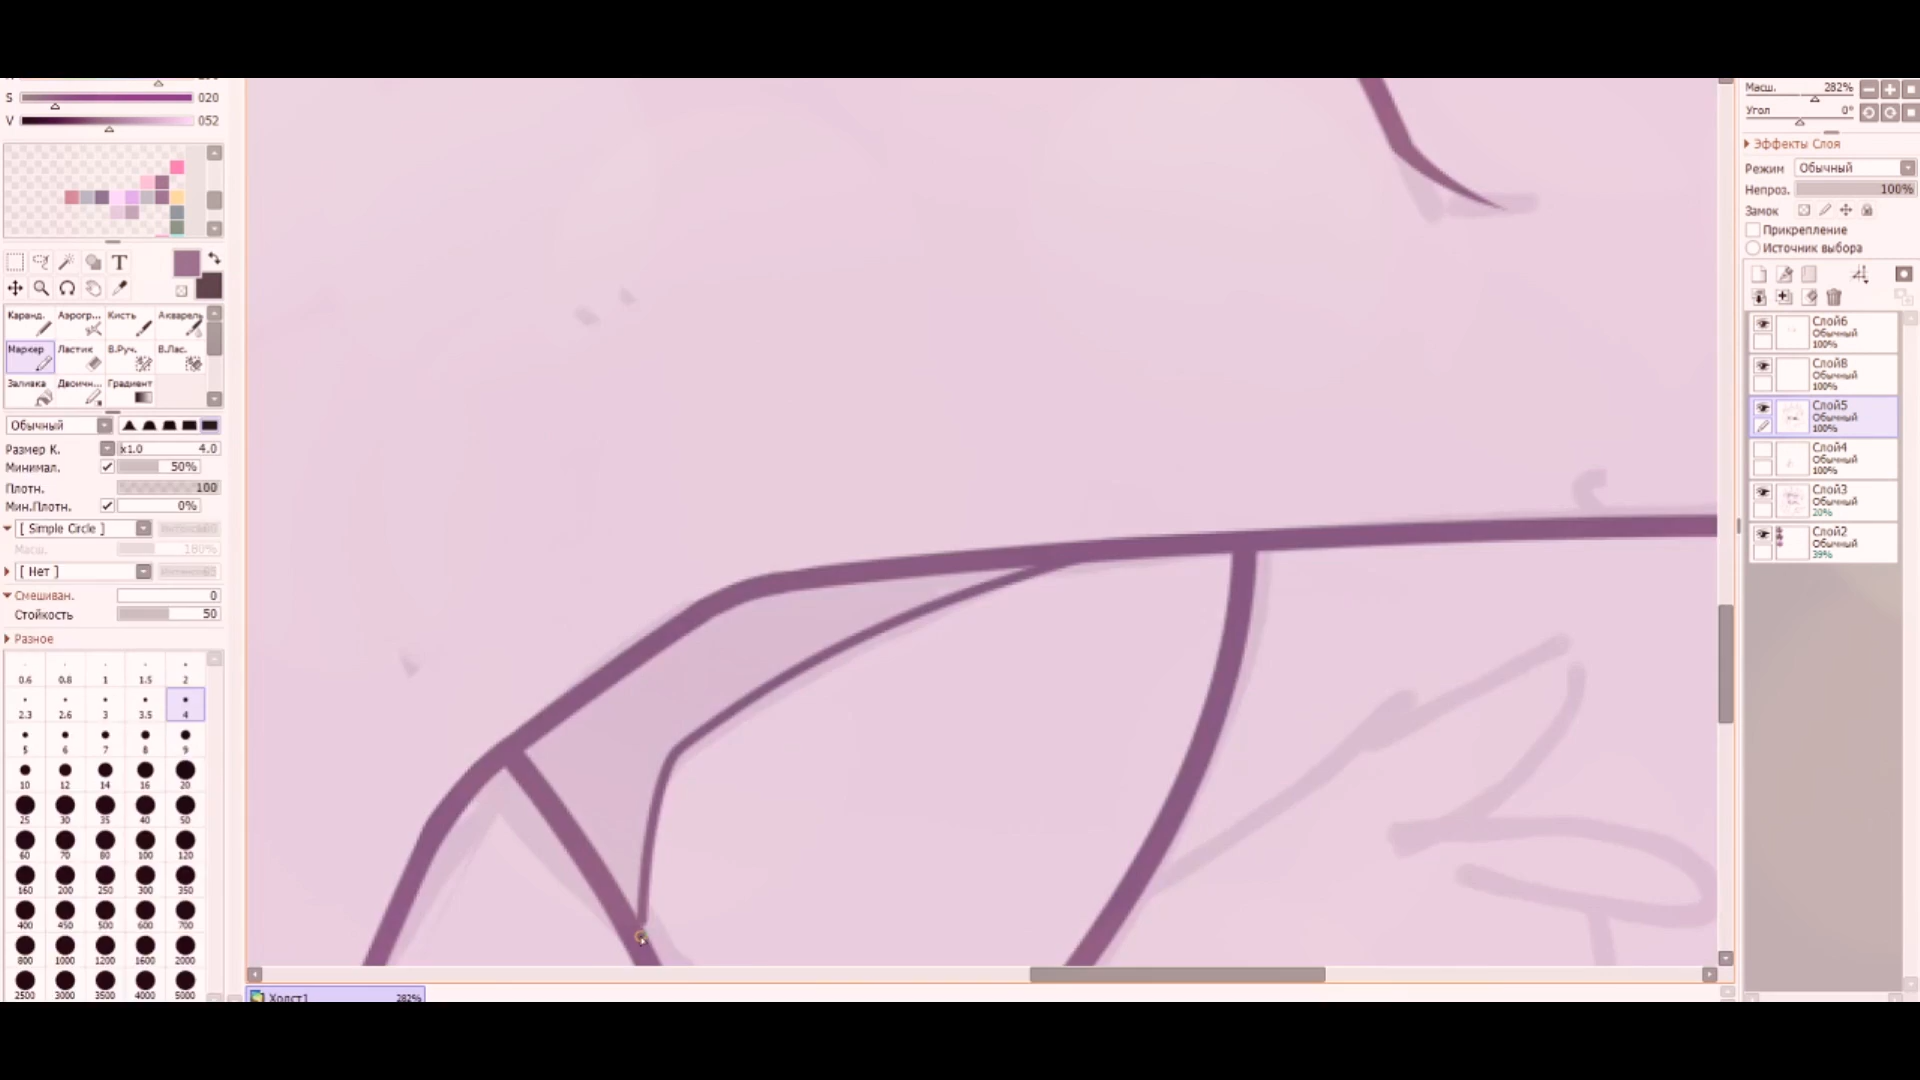 S 020
V 052
T
Каранд. Аэрогр... Кисть Акварель
Маркер Ластик В.Руч. В.Лас.
Заливка Двоичн... Градиент
Обычный
Размер К. x1.0 4.0
Минимал. 50%
Плотн. 100
Мин.Плотн. 0%
[ Simple Circle ]
Масш. 180%
[ Нет ]
Смешиван. 0
Стойкость 50
Разное
0.6 0.8 1 1.5 2
2.3 2.6 3 3.5 4
5 6 7 8 9
10 12 14 16 20
25 30 35 40 50
60 70 80 100 120
160 200 250 300 350
400 450 500 600 700
800 1000 1200 1600 2000
2500 3000 3500 4000 5000
Холст1 282%
Масш. 282%
Угол 0°
Эффекты Слоя
Режим Обычный
Непроз. 100%
Замок
Прикрепление
Источник выбора
Слой6
Обычный
100%
Слой8
Обычный
100%
Слой5
Обычный
100%
Слой4
Обычный
100%
Слой3
Обычный
20%
Слой2
Обычный
39%